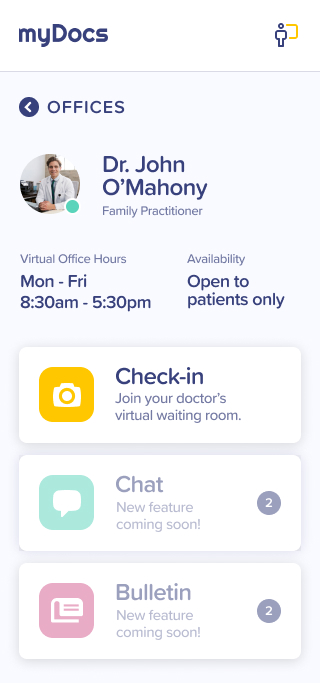 myDocs
OFFICES
Dr. John
O’Mahony
Family Practitioner
Virtual Office Hours
Mon - Fri
8:30am - 5:30pm
Availability
Open to
patients only
Check-in
Join your doctor’s
virtual waiting room.
Chat
New feature
coming soon!
2
Bulletin
New feature
coming soon!
2